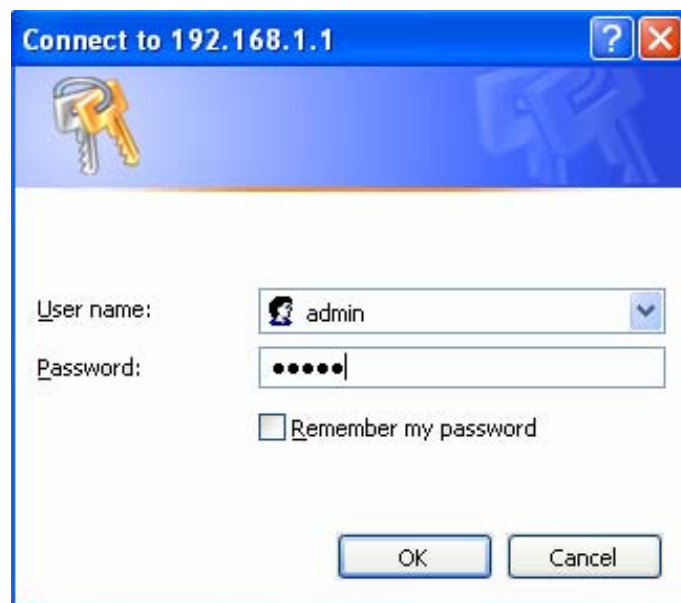 Connect to 192.168.1.1
User name:
admin
Password:
•••••
Remember my password
OK
Cancel